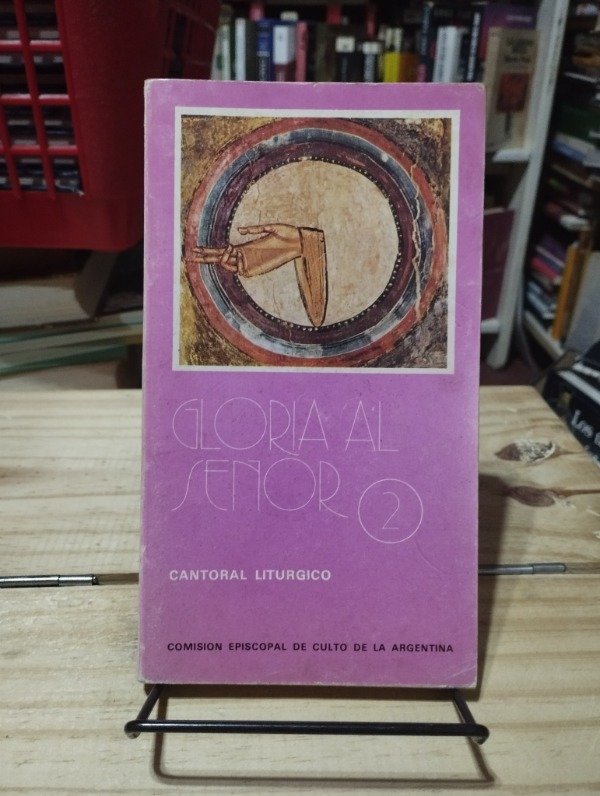 GLORIA AL
SEÑOR 2
CANTORAL LITURGICO
COMISION EPISCOPAL DE CULTO DE LA ARGENTINA